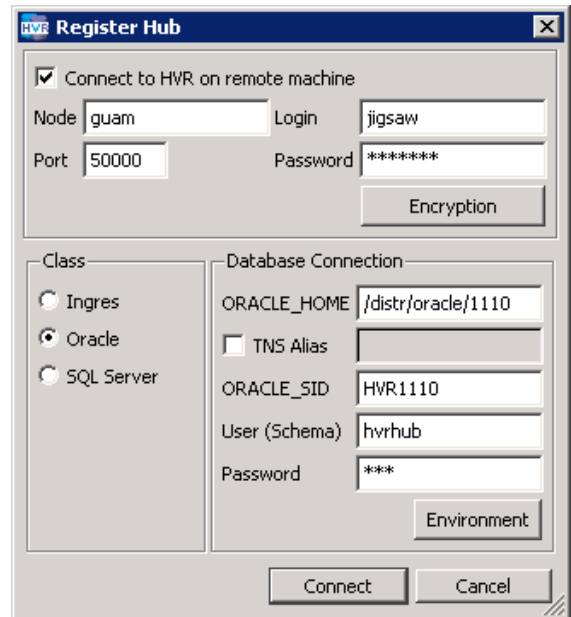 HVR Register Hub
Connect to HVR on remote machine
Node guam Login jigsaw
Port 50000 Password *******
Encryption
Class
Ingres
Oracle
SQL Server
Database Connection
ORACLE_HOME /distr/oracle/1110
TNS Alias
ORACLE_SID HVR1110
User (Schema) hvrhub
Password ***
Environment
Connect Cancel